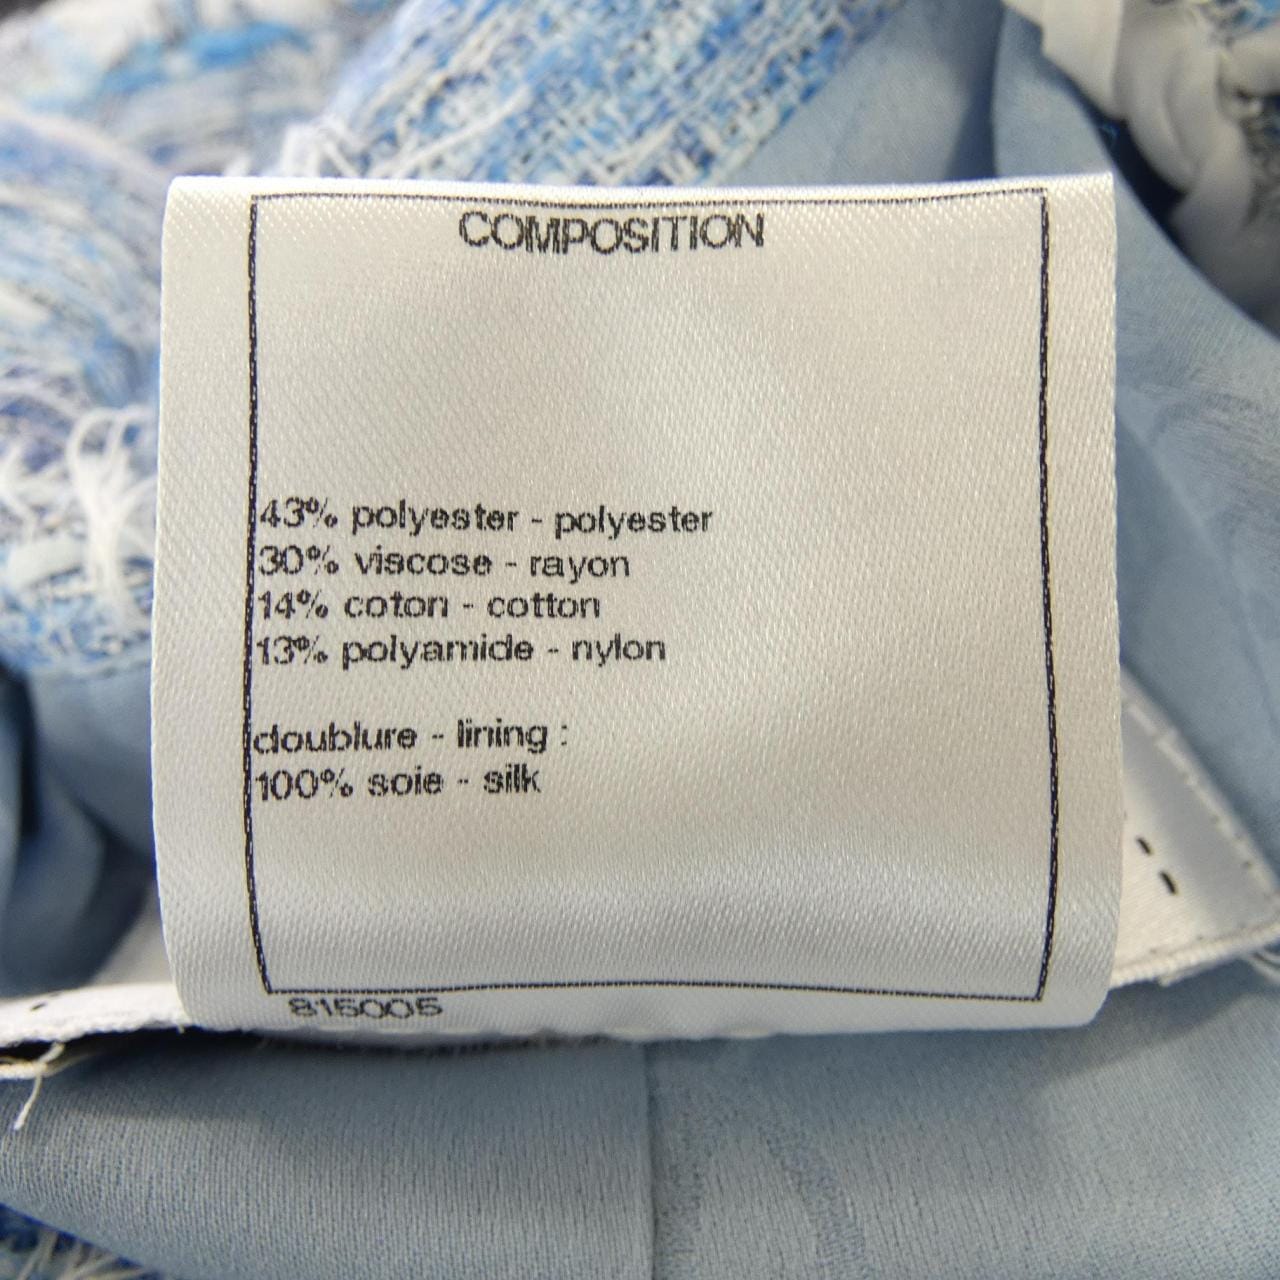 COMPOSITION
43% polyester - polyester
30% viscose - rayon
14% coton - cotton
13% polyamide - nylon
doublure - lining :
100% soie - silk
815005